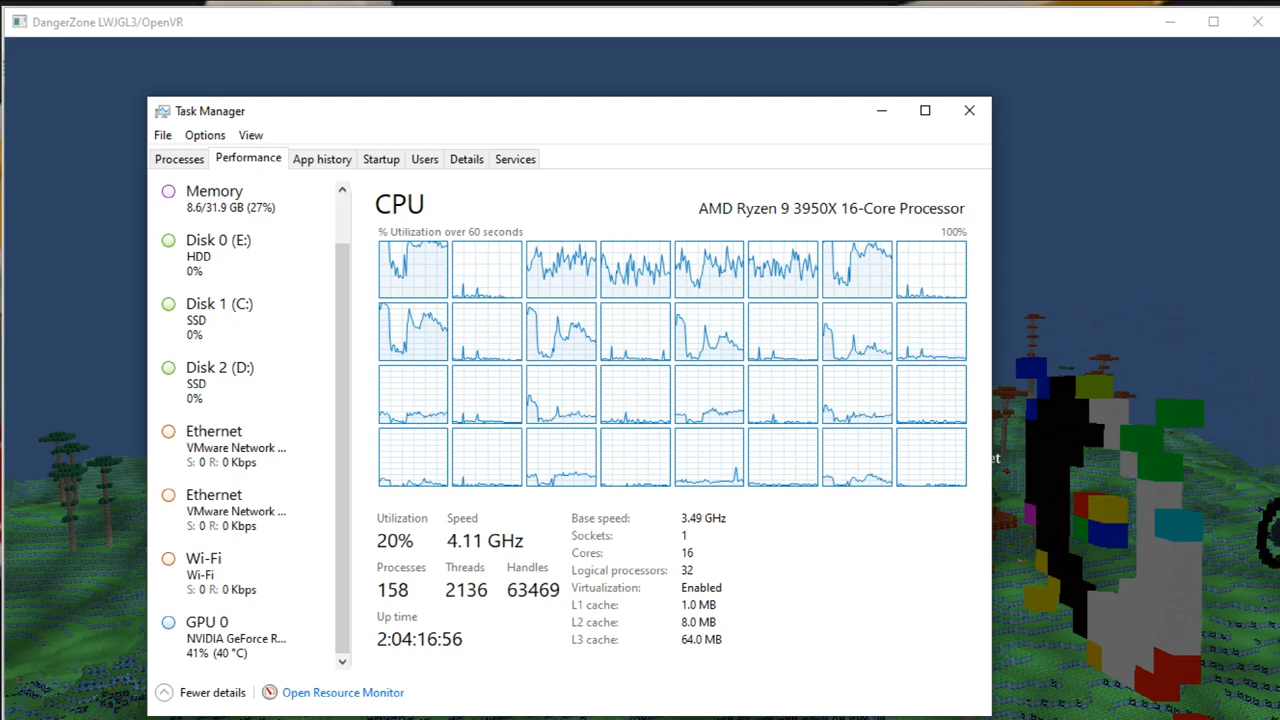 DangerZone LWJGL3/OpenVR
Task Manager
File Options View
Processes Performance App history Startup Users Details Services
Memory
8.6/31.9 GB (27%)
Disk 0 (E:)
HDD
0%
Disk 1 (C:)
SSD
0%
Disk 2 (D:)
SSD
0%
Ethernet
VMware Network ...
S: 0 R: 0 Kbps
Ethernet
VMware Network ...
S: 0 R: 0 Kbps
Wi-Fi
Wi-Fi
S: 0 R: 0 Kbps
GPU 0
NVIDIA GeForce R...
41% (40 °C)
CPU
AMD Ryzen 9 3950X 16-Core Processor
% Utilization over 60 seconds
100%
Utilization Speed
20% 4.11 GHz
Processes Threads Handles
158 2136 63469
Up time
2:04:16:56
Base speed: 3.49 GHz
Sockets: 1
Cores: 16
Logical processors: 32
Virtualization: Enabled
L1 cache: 1.0 MB
L2 cache: 8.0 MB
L3 cache: 64.0 MB
Fewer details
Open Resource Monitor